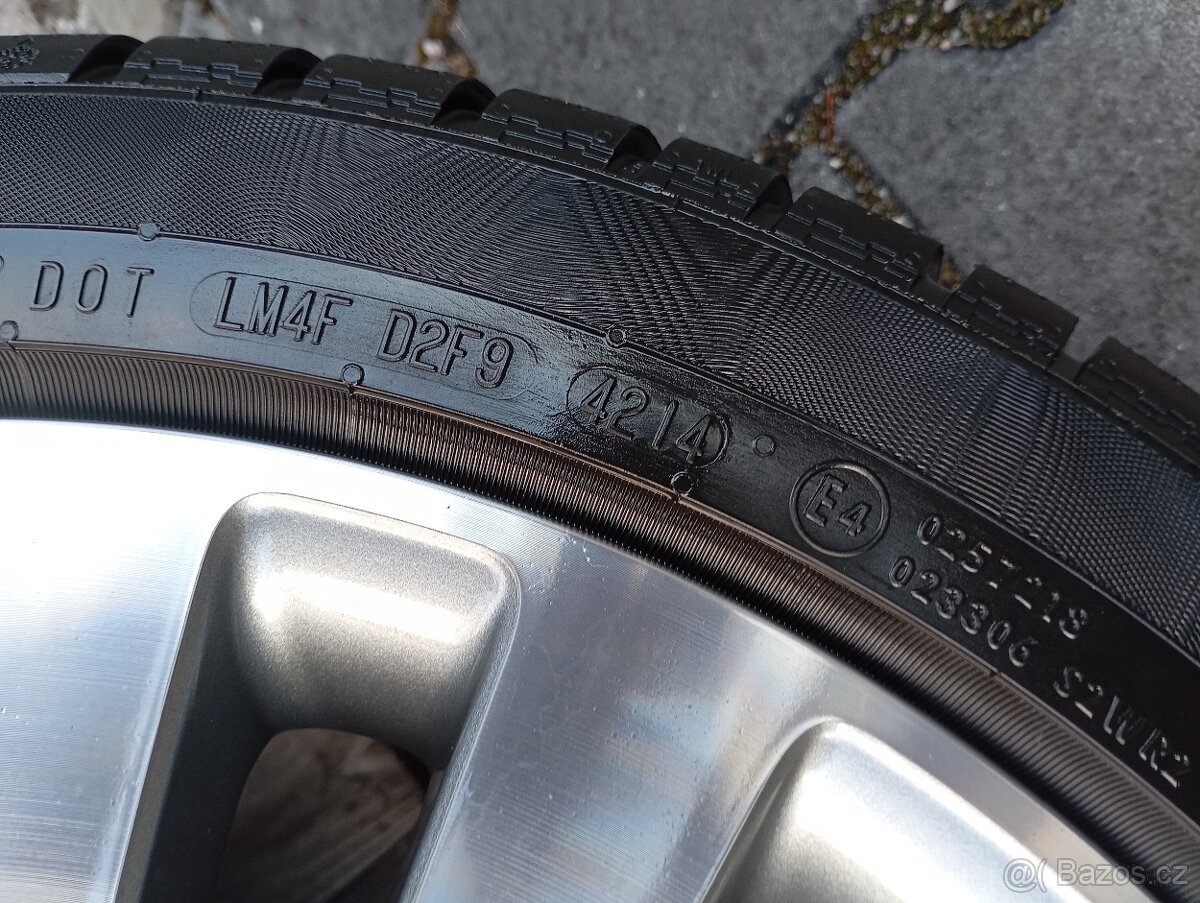 DOT LM4F D2F9 4214
E4 0257218
023306 S2WR2
@( Bazos.cz